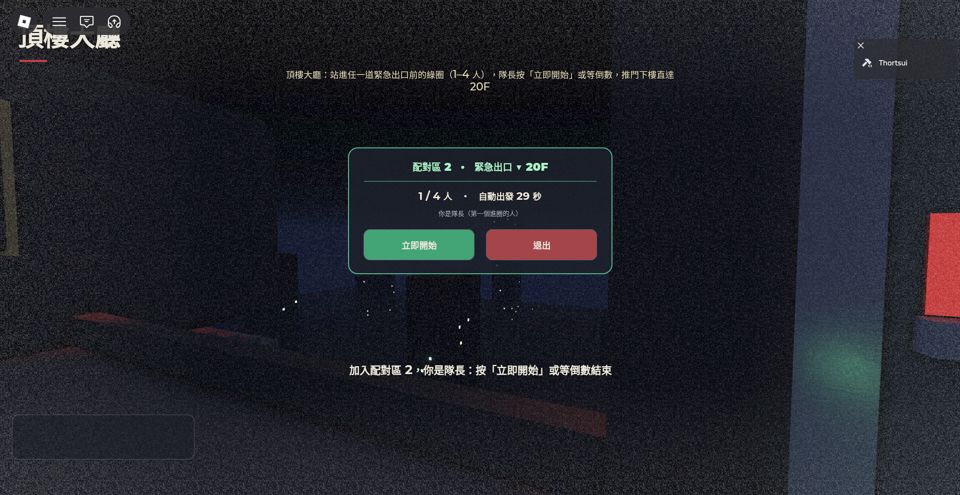 頂樓大廳
頂樓大廳：站進任一道緊急出口前的綠圈（1–4 人），隊長按「立即開始」或等倒數，推門下樓直達
20F
Thortsui
配對區 2 • 緊急出口 ▼ 20F
1 / 4 人 • 自動出發 29 秒
你是隊長（第一個進圈的人）
立即開始
退出
加入配對區 2，你是隊長：按「立即開始」或等倒數結束